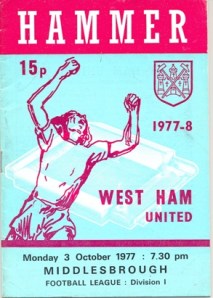 HAMMER
15p
1977-8
WEST HAM
UNITED
Monday 3 October 1977 : 7.30 pm
MIDDLESBROUGH
FOOTBALL LEAGUE : Division I